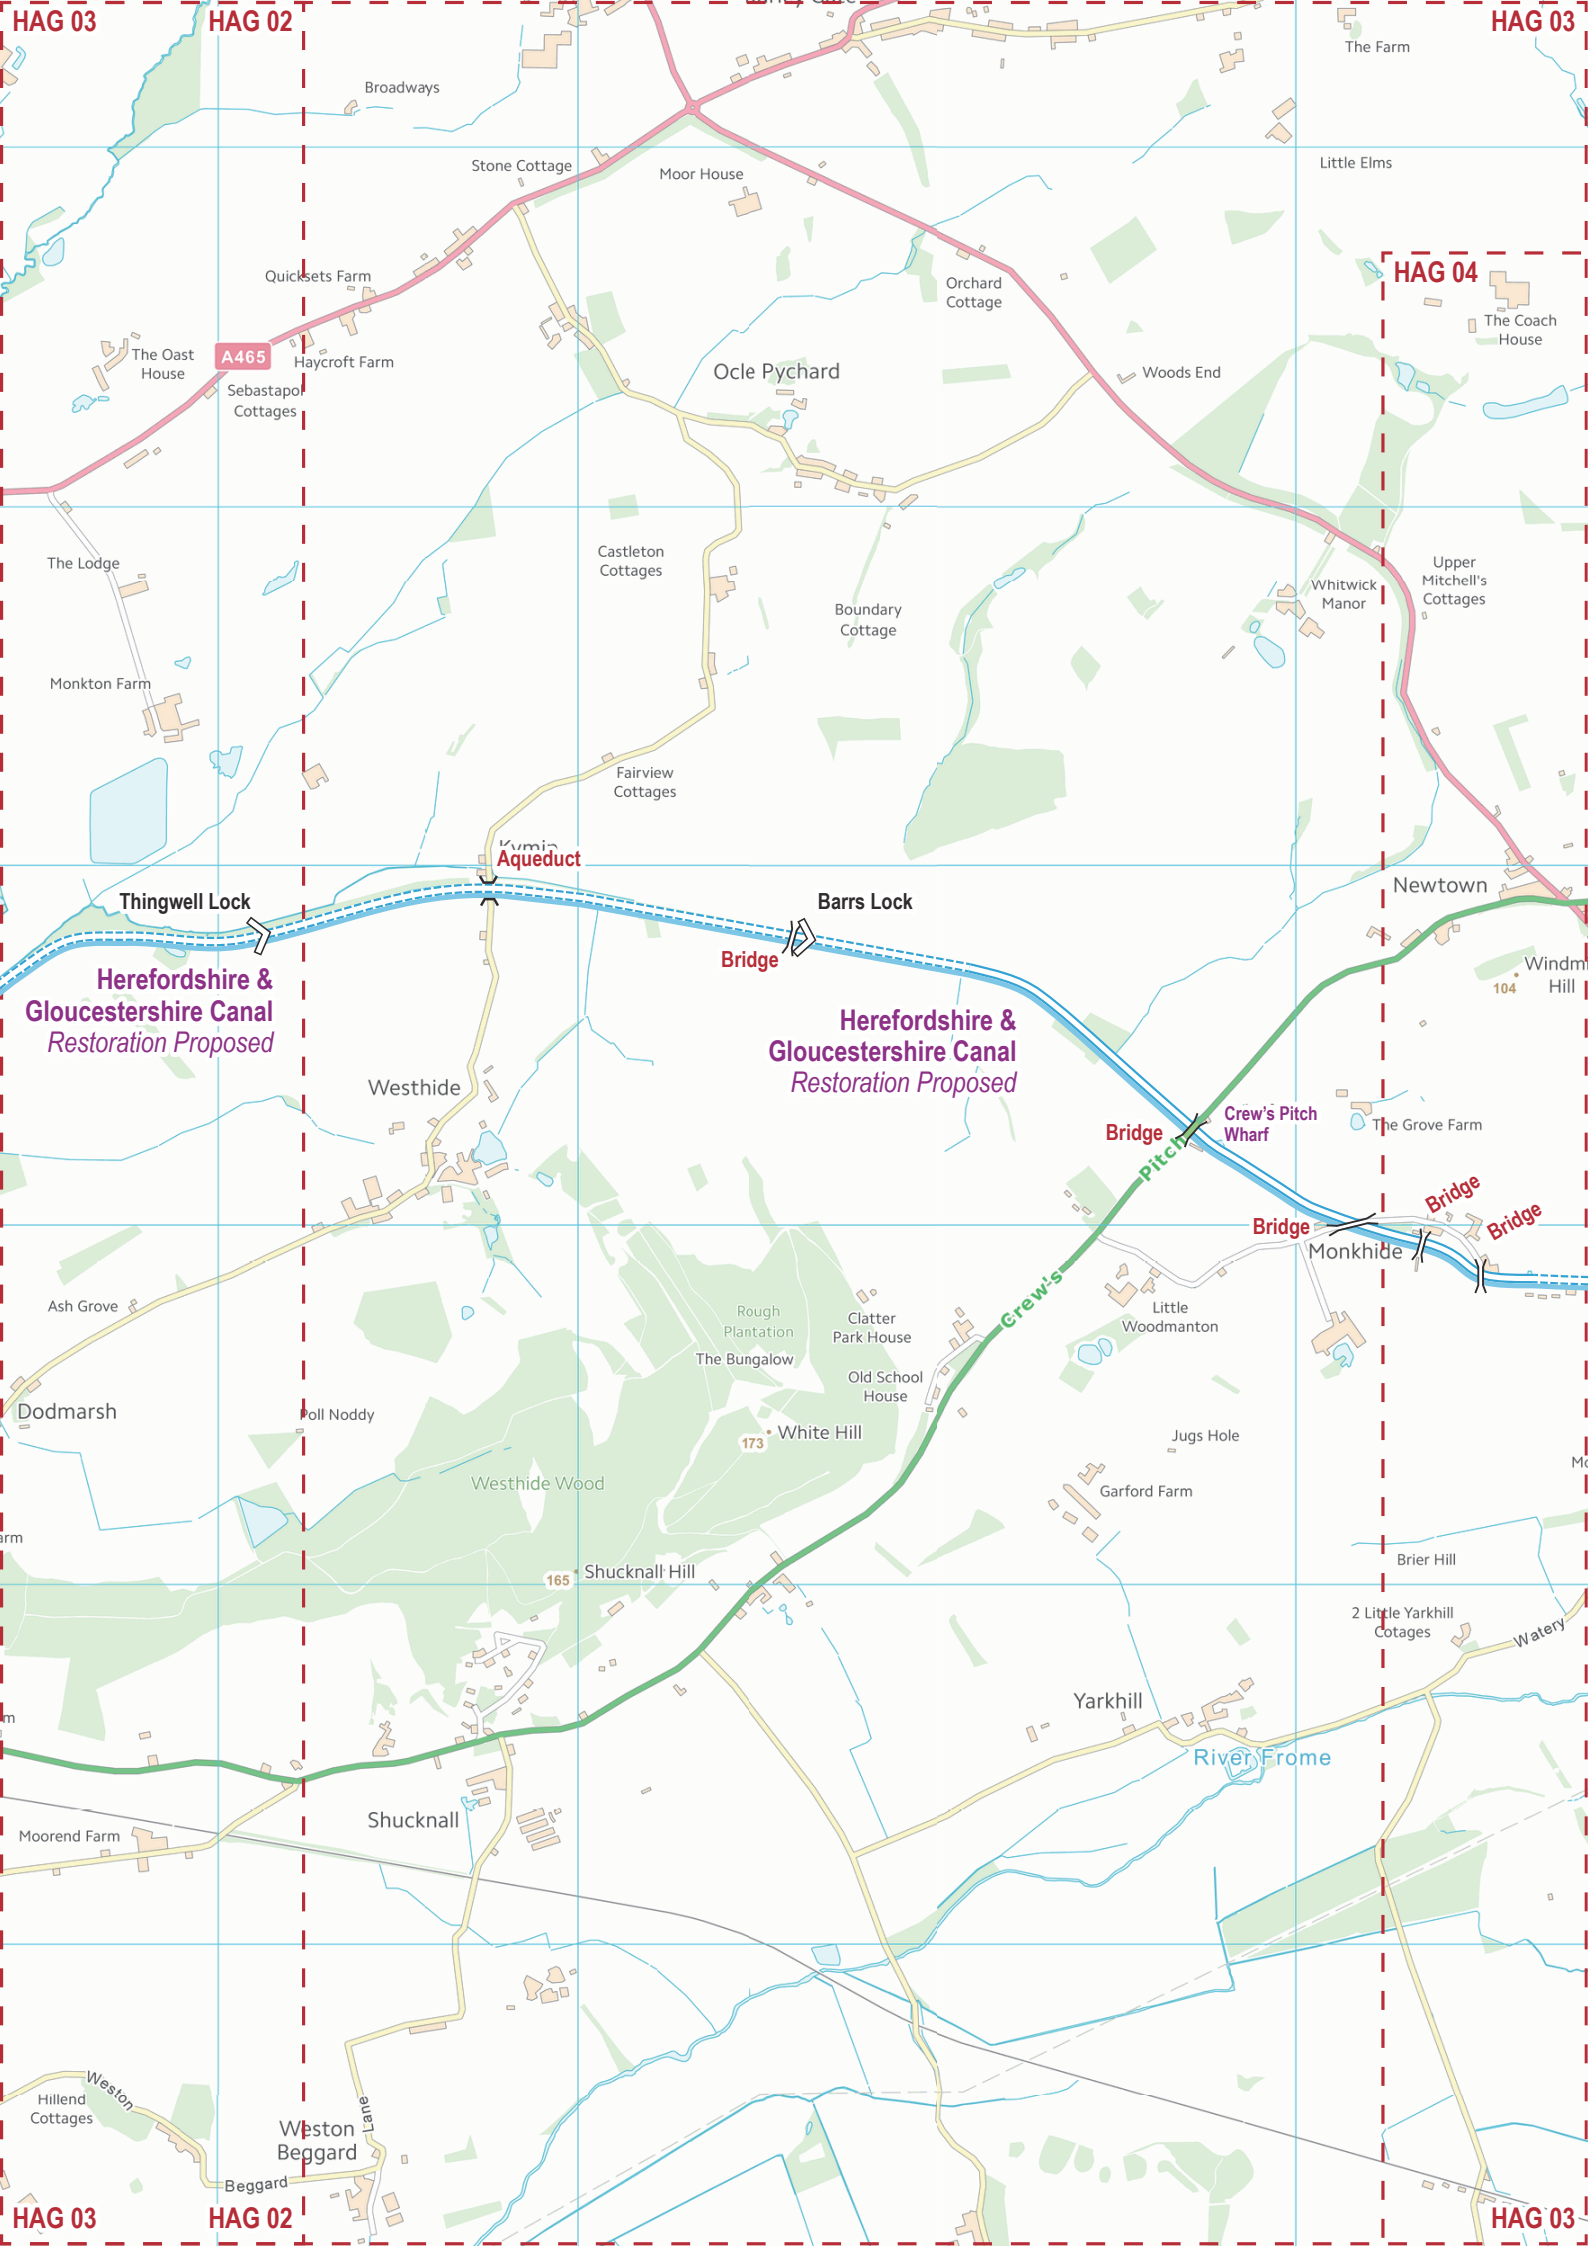 HAG 03
HAG 02
HAG 03
The Farm
Broadways
Stone Cottage
Moor House
Little Elms
Quicksets Farm
HAG 04
Orchard
Cottage
The Coach
House
The Oast
House
A465
Haycroft Farm
Sebastapol
Cottages
Ocle Pychard
Woods End
The Lodge
Castleton
Cottages
Boundary
Cottage
Whitwick
Manor
Upper
Mitchell's
Cottages
Monkton Farm
Fairview
Cottages
Aqueduct
Newtown
Thingwell Lock
Barrs Lock
Bridge
Herefordshire &
Gloucestershire Canal
Restoration Proposed
Herefordshire &
Gloucestershire Canal
Restoration Proposed
Hill
104
Westhide
Crew's Pitch
Wharf
Bridge
The Grove Farm
Pitch
Crew's
Bridge
Bridge
Bridge
Monkhide
Ash Grove
Rough
Plantation
Clatter
Park House
Little
Woodmanton
The Bungalow
Old School
House
Dodmarsh
Poll Noddy
173
White Hill
Jugs Hole
Westhide Wood
Garford Farm
165
Shucknall Hill
Brier Hill
2 Little Yarkhill
Cotages
Watery
Yarkhill
River Frome
Shucknall
Moorend Farm
Weston
Hillend
Cottages
Lane
Weston
Beggard
Beggard
HAG 03
HAG 02
HAG 03